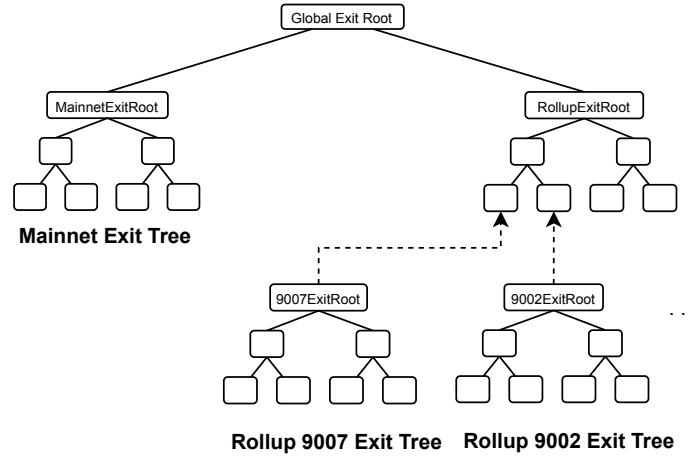 Global Exit Root
MainnetExitRoot
RollupExitRoot
Mainnet Exit Tree
9007ExitRoot
9002ExitRoot
. .
Rollup 9007 Exit Tree
Rollup 9002 Exit Tree